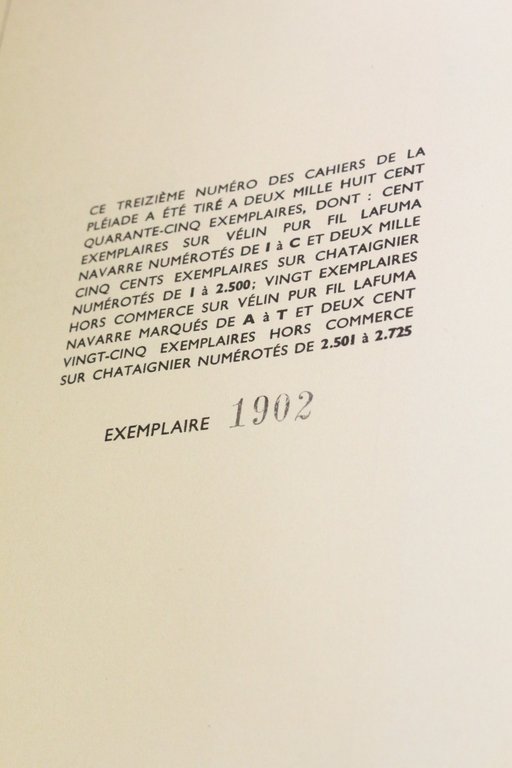 CE TREIZIÈME NUMÉRO DES CAHIERS DE LA
PLÉIADE A ÉTÉ TIRÉ A DEUX MILLE HUIT CENT
QUARANTE-CINQ EXEMPLAIRES, DONT : CENT
EXEMPLAIRES SUR VÉLIN PUR FIL LAFUMA
NAVARRE NUMÉROTÉS DE I à C ET DEUX MILLE
CINQ CENTS EXEMPLAIRES SUR CHATAIGNIER
NUMÉROTÉS DE 1 à 2.500; VINGT EXEMPLAIRES
HORS COMMERCE SUR VÉLIN PUR FIL LAFUMA
NAVARRE MARQUÉS DE A à T ET DEUX CENT
VINGT-CINQ EXEMPLAIRES HORS COMMERCE
SUR CHATAIGNIER NUMÉROTÉS DE 2.501 à 2.725
EXEMPLAIRE 1902